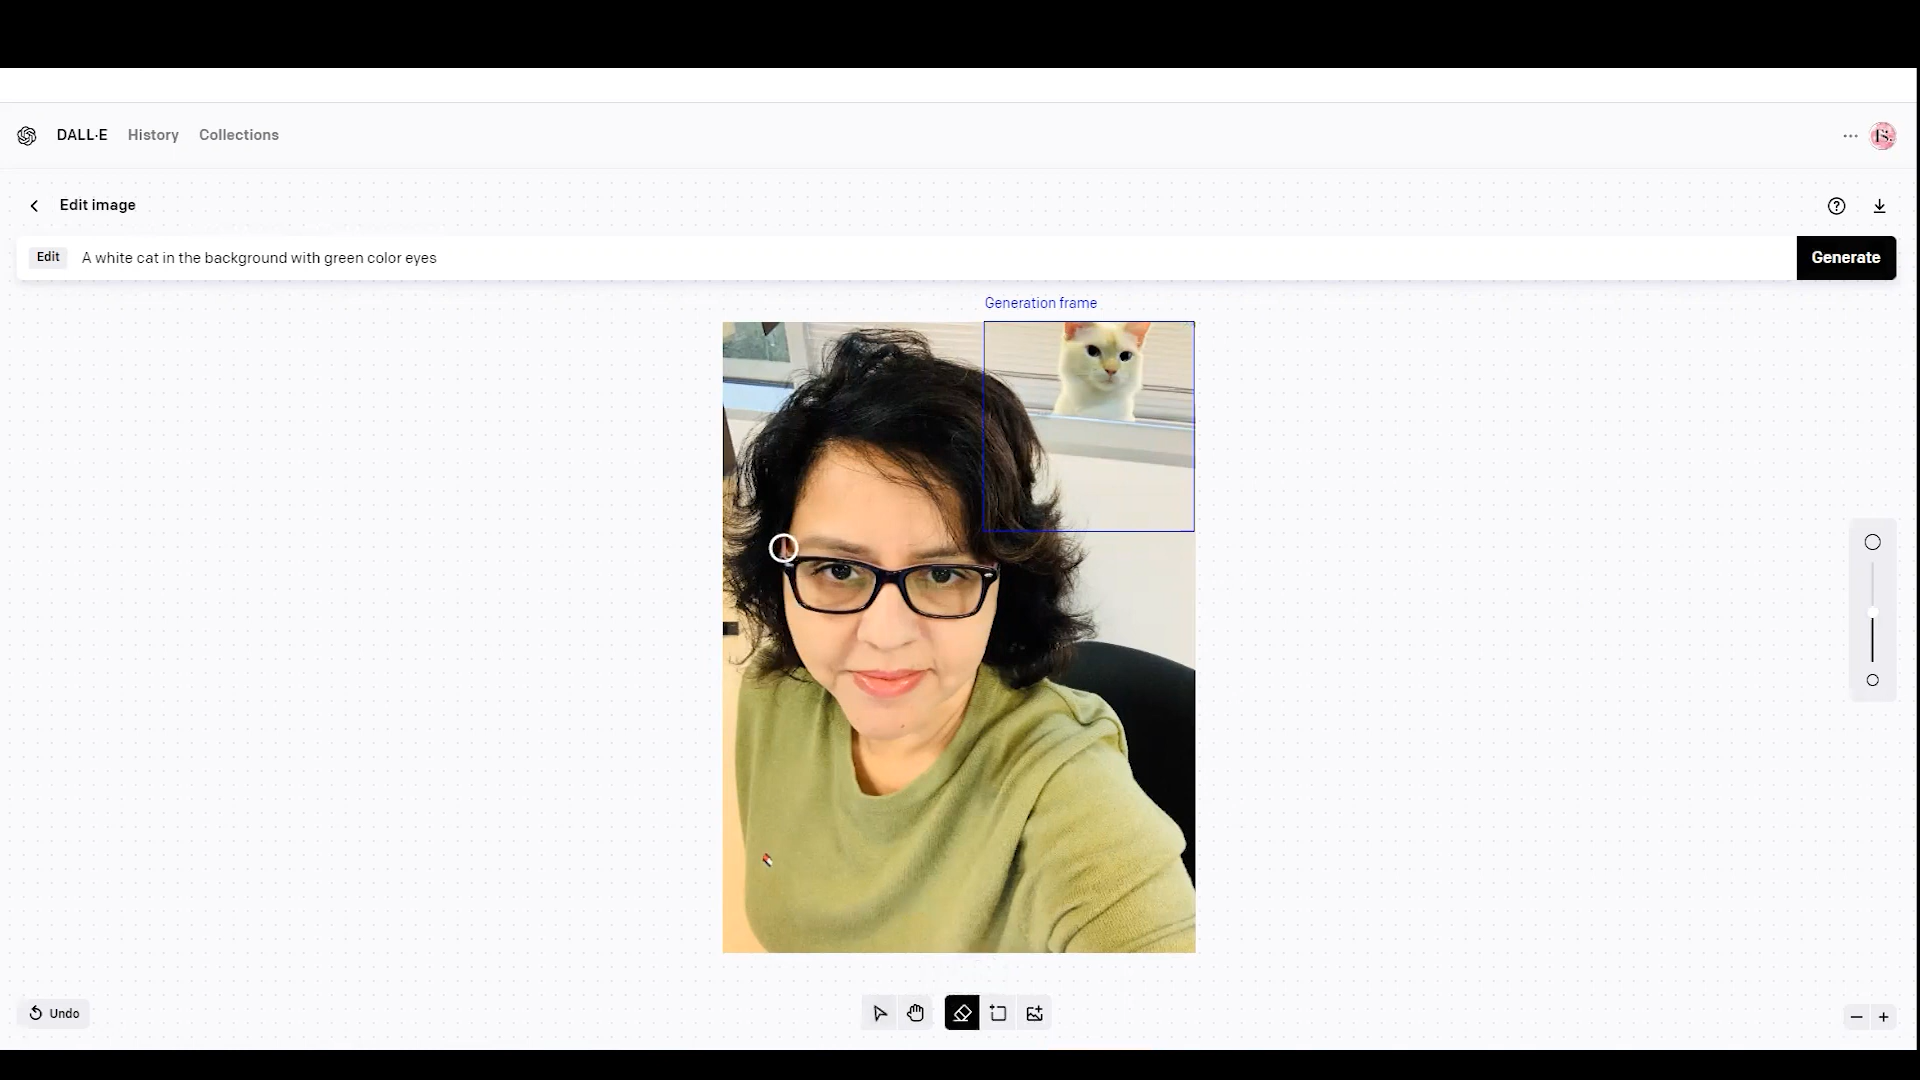 DALL·E History Collections
Edit image
Edit A white cat in the background with green color eyes Generate
Generation frame
Undo